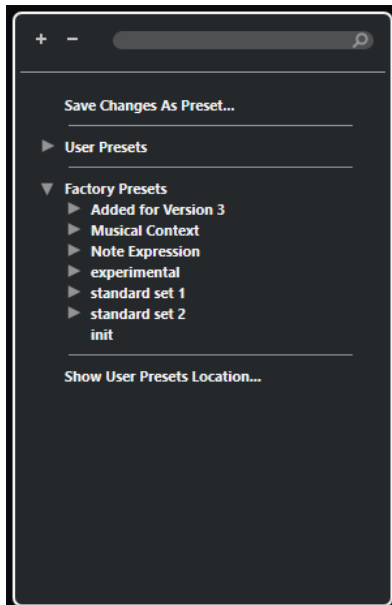 Save Changes As Preset...
User Presets
Factory Presets
Added for Version 3
Musical Context
Note Expression
experimental
standard set 1
standard set 2
init
Show User Presets Location...